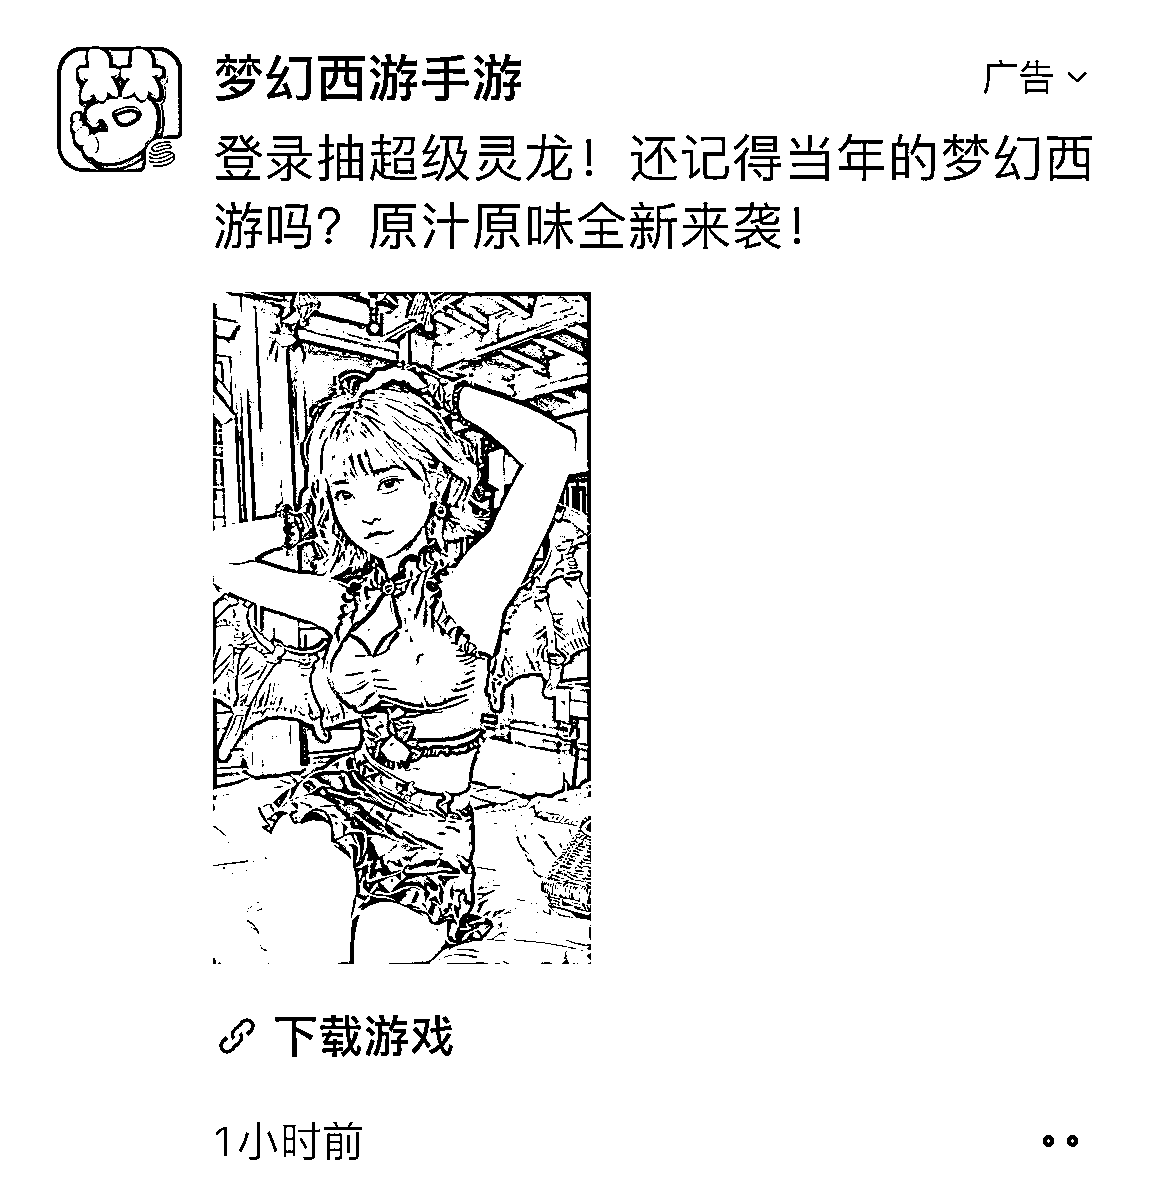 梦幻西游手游
广告
登录抽超级灵龙！还记得当年的梦幻西
游吗？原汁原味全新来袭！
下载游戏
1小时前